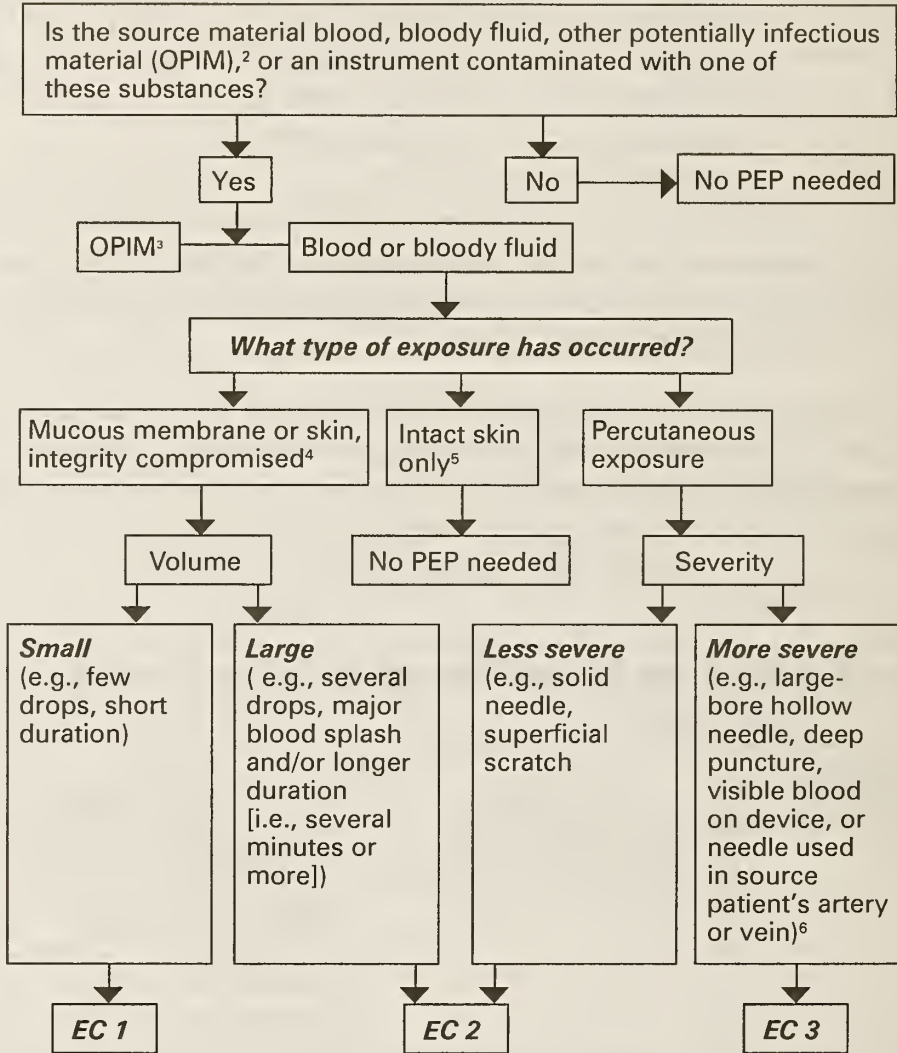 Is the source material blood, bloody fluid, other potentially infectious
material (OPIM),² or an instrument contaminated with one of
these substances?
Yes
No
No PEP needed
OPIM³
Blood or bloody fluid
What type of exposure has occurred?
Mucous membrane or skin,
integrity compromised⁴
Intact skin
only⁵
Percutaneous
exposure
Volume
No PEP needed
Severity
Small
(e.g., few
drops, short
duration)
Large
( e.g., several
drops, major
blood splash
and/or longer
duration
[i.e., several
minutes or
more])
Less severe
(e.g., solid
needle,
superficial
scratch
More severe
(e.g., large-
bore hollow
needle, deep
puncture,
visible blood
on device, or
needle used
in source
patient's artery
or vein)⁶
EC 1
EC 2
EC 3